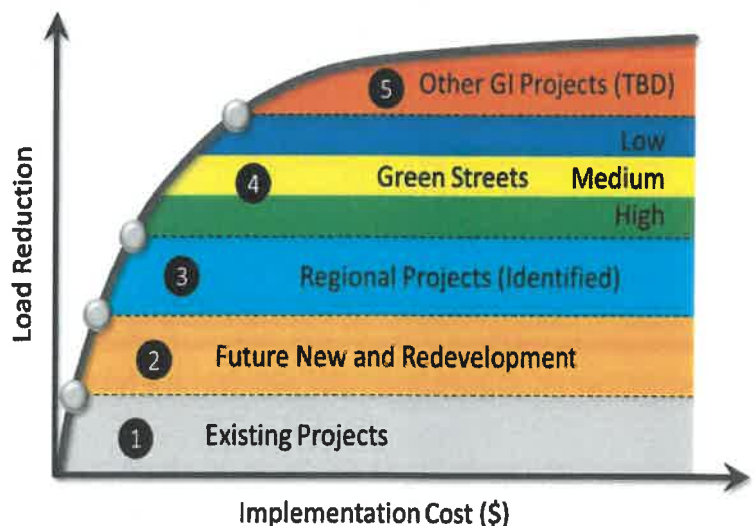 Load Reduction
5 Other GI Projects (TBD)
Low
4 Green Streets Medium
High
3 Regional Projects (Identified)
2 Future New and Redevelopment
1 Existing Projects
Implementation Cost ($)